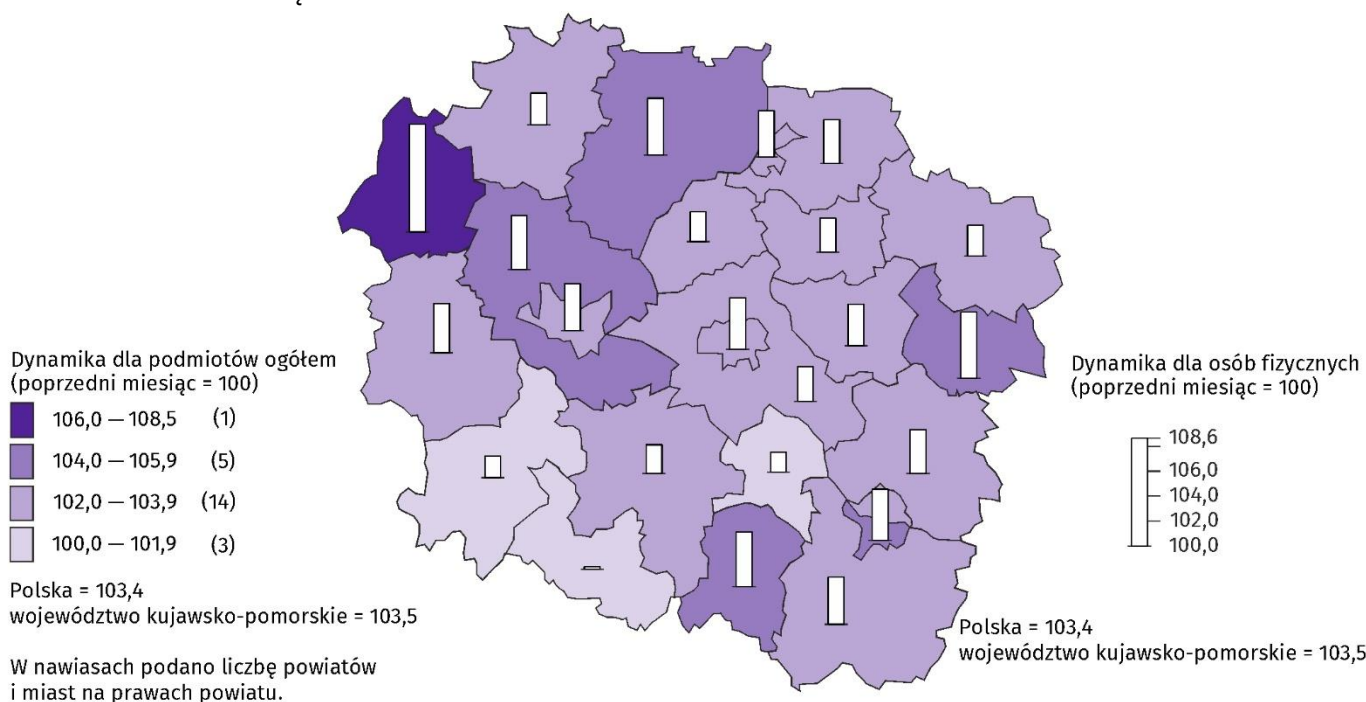 Dynamika dla podmiotów ogółem
(poprzedni miesiąc = 100)
106,0 — 108,5 (1)
104,0 — 105,9 (5)
102,0 — 103,9 (14)
100,0 — 101,9 (3)
Polska = 103,4
województwo kujawsko-pomorskie = 103,5
W nawiasach podano liczbę powiatów
i miast na prawach powiatu.
Dynamika dla osób fizycznych
(poprzedni miesiąc = 100)
108,6
106,0
104,0
102,0
100,0
Polska = 103,4
województwo kujawsko-pomorskie = 103,5